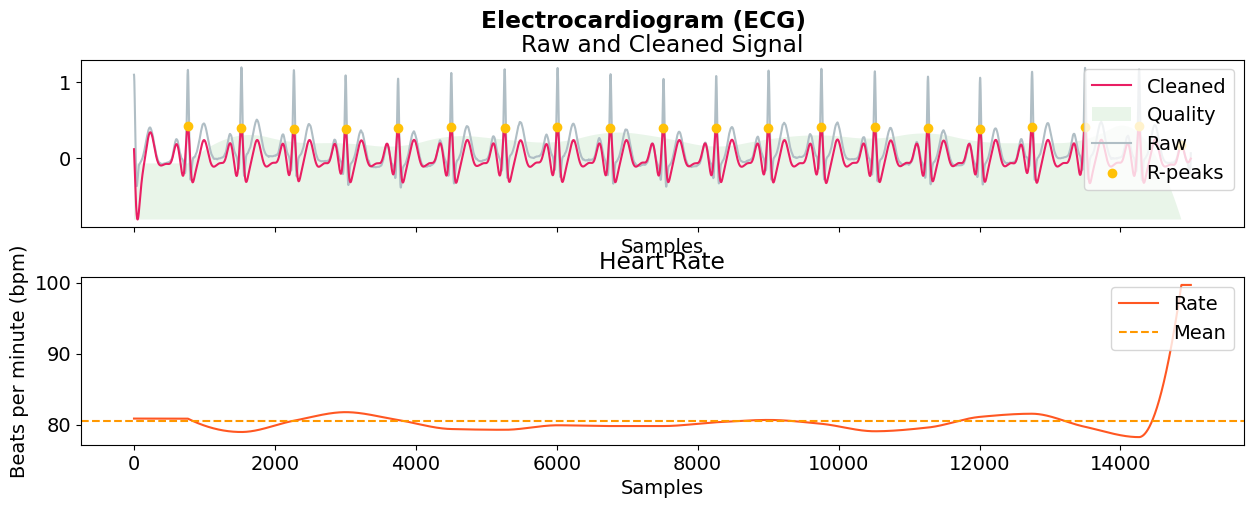 Electrocardiogram (ECG)
Raw and Cleaned Signal
1
0
Cleaned
Quality
Raw
R-peaks
Samples
Heart Rate
Beats per minute (bpm)
100
90
80
Rate
Mean
0 2000 4000 6000 8000 10000 12000 14000
Samples